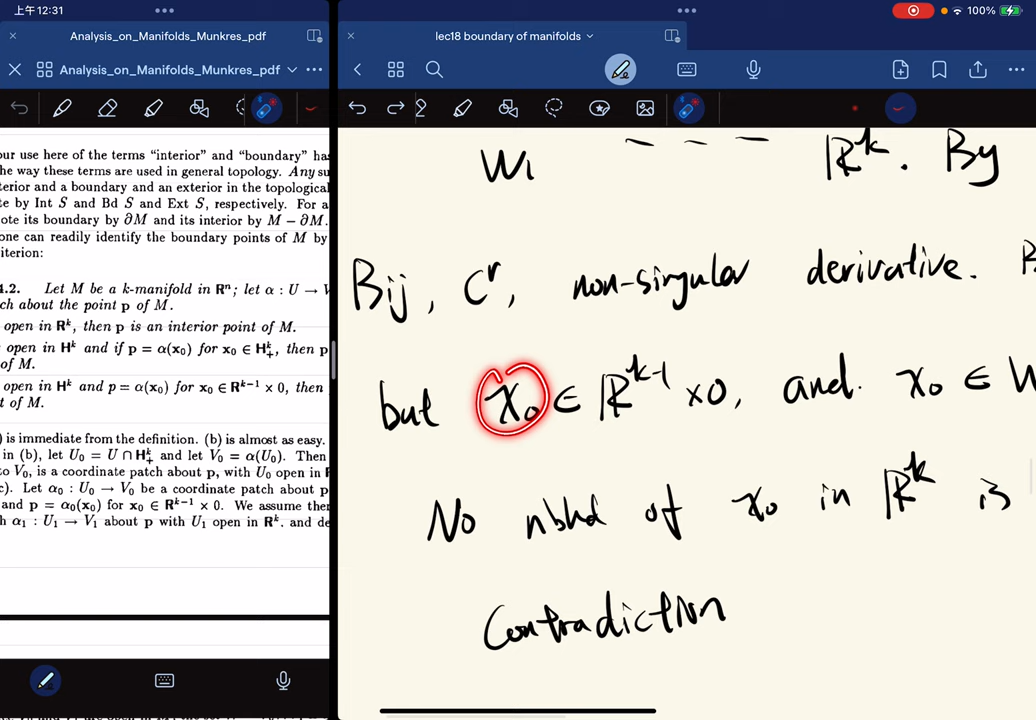 上午12:31
100%
Analysis_on_Manifolds_Munkres_pdf
lec18 boundary of manifolds
Analysis_on_Manifolds_Munkres_pdf
our use here of the terms “interior” and “boundary” has
he way these terms are used in general topology. Any su
terior and a boundary and an exterior in the topological
te by Int S and Bd S and Ext S, respectively. For a
ote its boundary by ∂M and its interior by M − ∂M.
one can readily identify the boundary points of M by
iterion:
4.2. Let M be a k-manifold in Rⁿ; let α : U → V
ch about the point p of M.
open in Rᵏ, then p is an interior point of M.
open in Hᵏ and if p = α(x₀) for x₀ ∈ Hᵏ₊, then p
of M.
open in Hᵏ and p = α(x₀) for x₀ ∈ Rᵏ⁻¹ × 0, then
t of M.
) is immediate from the definition. (b) is almost as easy.
in (b), let U₀ = U ∩ Hᵏ₊ and let V₀ = α(U₀). Then
to V₀, is a coordinate patch about p, with U₀ open in
c). Let α₀ : U₀ → V₀ be a coordinate patch about p
and p = α₀(x₀) for x₀ ∈ Rᵏ⁻¹ × 0. We assume ther
h α₁ : U₁ → V₁ about p with U₁ open in Rᵏ. and de
W₁ - - - ℝᵏ. By
Bij, Cʳ, non-singular derivative. B
but x₀ ∈ ℝᵏ⁻¹ ×0, and. x₀ ∈ W
No nbhd of x₀ in ℝᵏ is
Contradiction